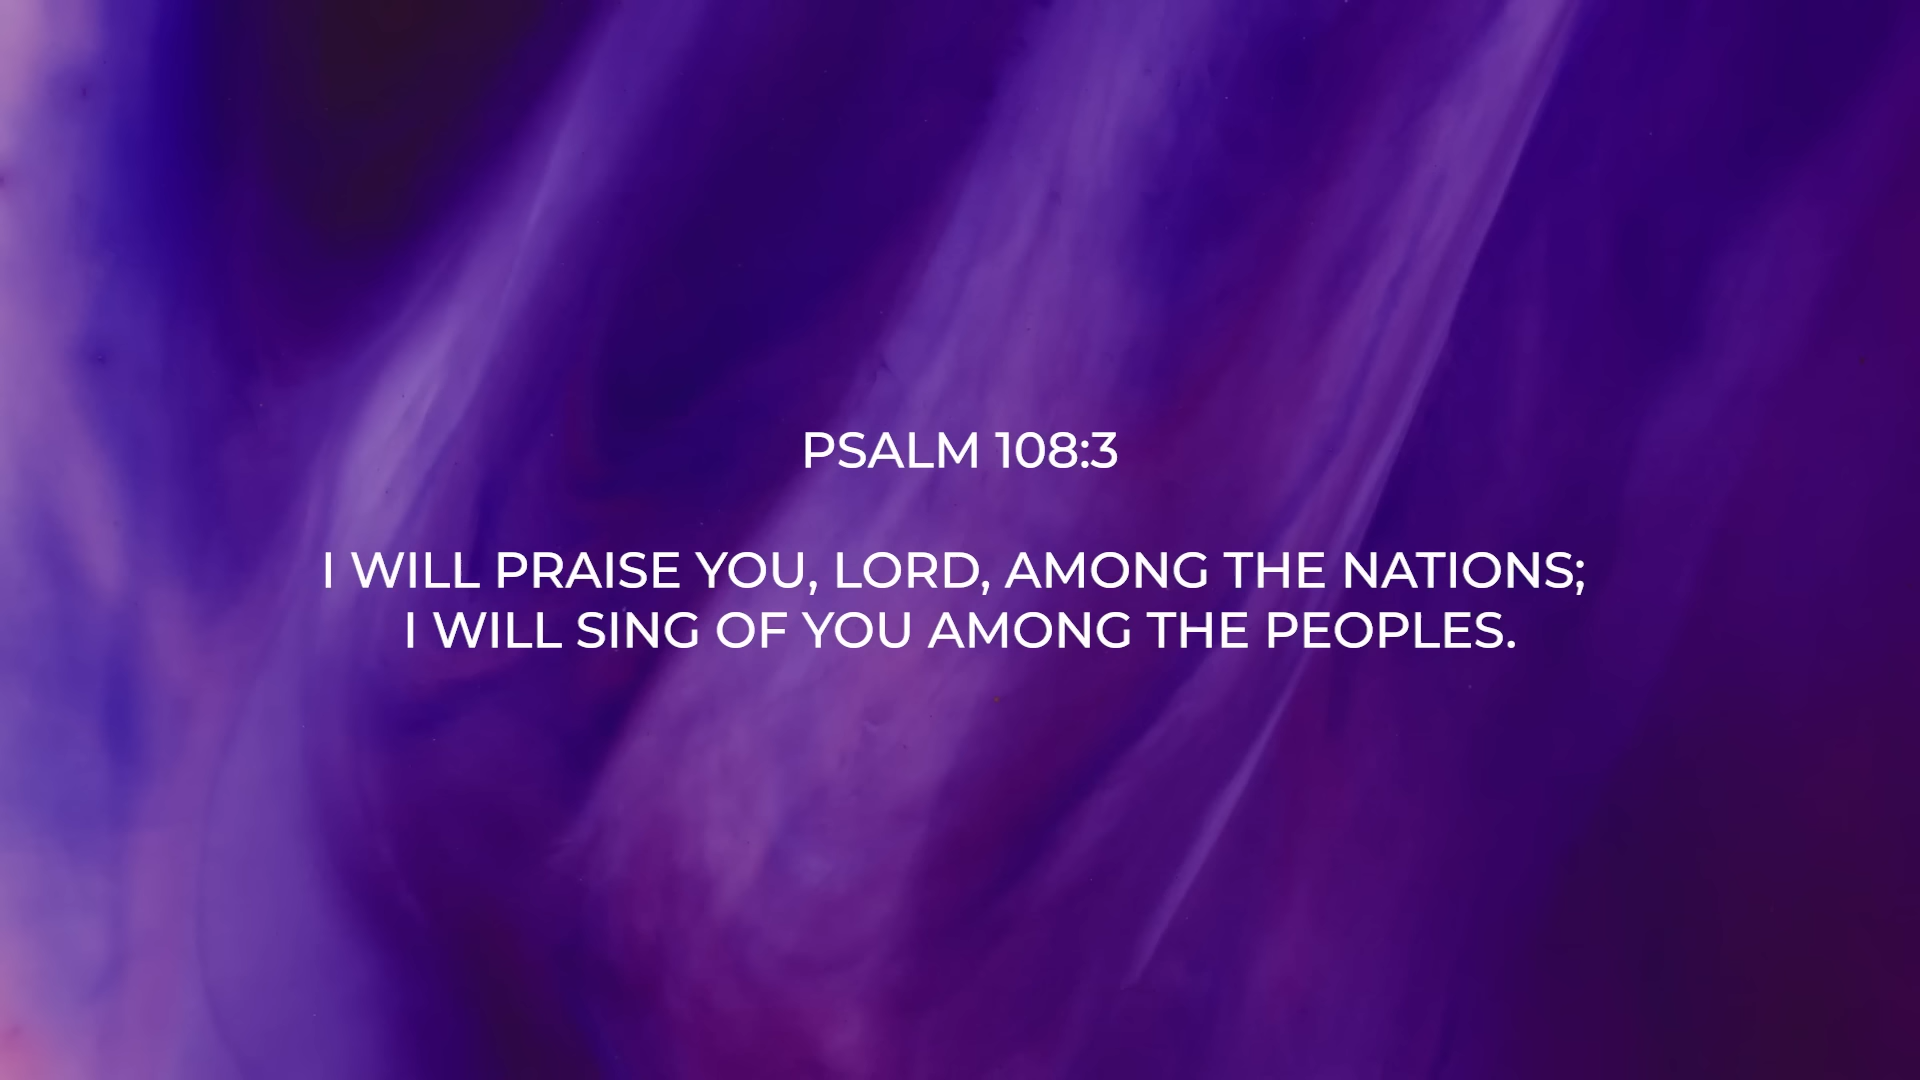 PSALM 108:3
I WILL PRAISE YOU, LORD, AMONG THE NATIONS;
I WILL SING OF YOU AMONG THE PEOPLES.